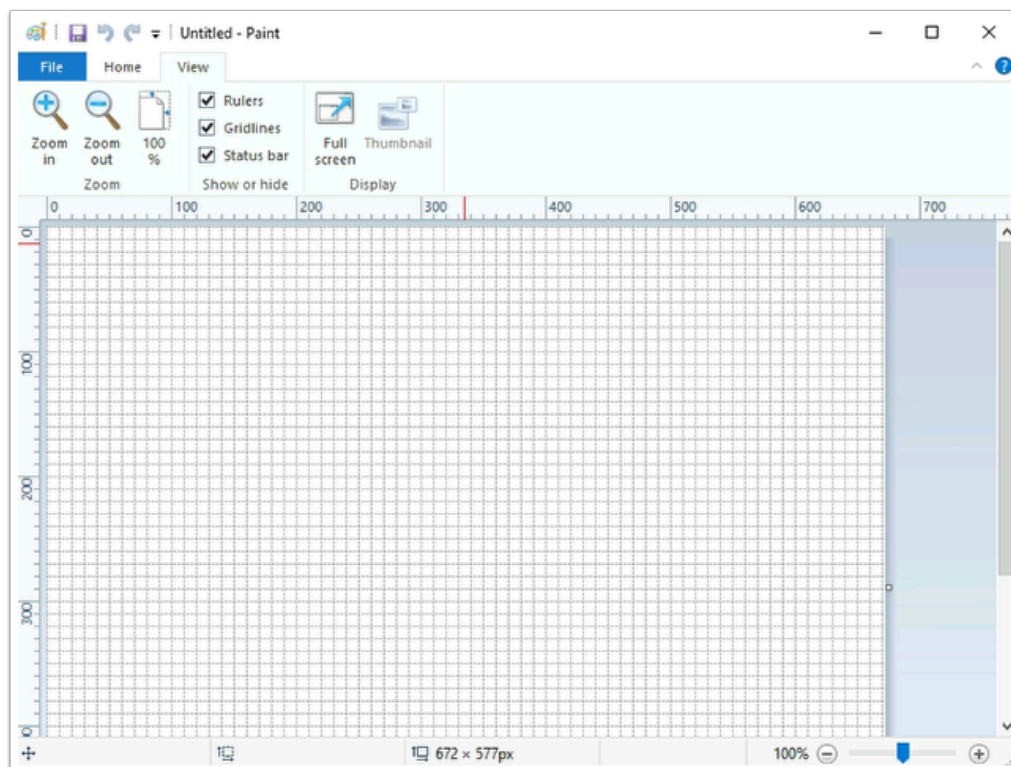 Untitled - Paint
File Home View
Zoom in
Zoom out
100 %
Zoom
Rulers
Gridlines
Status bar
Show or hide
Full screen
Thumbnail
Display
0 100 200 300 400 500 600 700
0
100
200
300
672 × 577px
100%